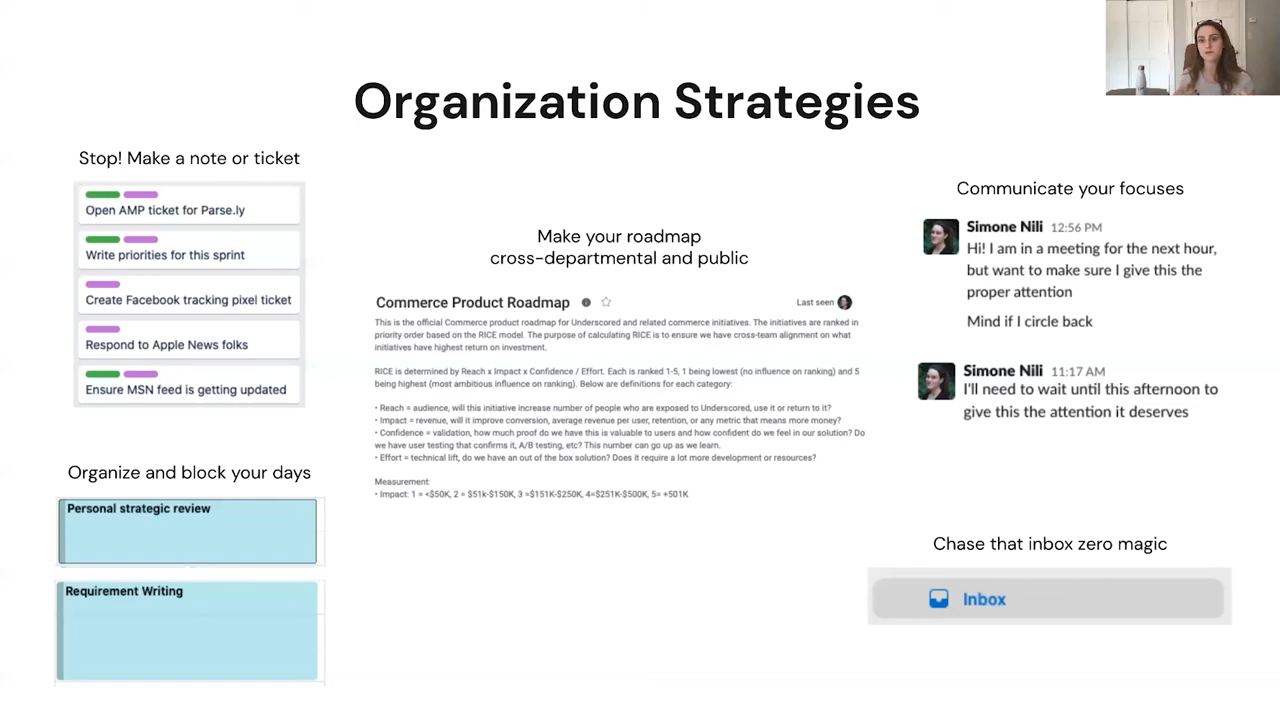 Organization Strategies
Stop! Make a note or ticket
Open AMP ticket for Parse.ly
Write priorities for this sprint
Create Facebook tracking pixel ticket
Respond to Apple News folks
Ensure MSN feed is getting updated
Organize and block your days
Personal strategic review
Requirement Writing
Make your roadmap
cross-departmental and public
Commerce Product Roadmap
Last seen
This is the official Commerce product roadmap for Underscored and related commerce initiatives. The initiatives are ranked in
priority order based on the RICE model. The purpose of calculating RICE is to ensure we have cross-team alignment on what
initiatives have highest return on investment.
RICE is determined by Reach x Impact x Confidence / Effort. Each is ranked 1-5, 1 being lowest (no influence on ranking) and 5
being highest (most ambitious influence on ranking). Below are definitions for each category:
• Reach = audience, will this initiative increase number of people who are exposed to Underscored, use it or return to it?
• Impact = revenue, will it improve conversion, average revenue per user, retention, or any metric that means more money?
• Confidence = validation, how much proof do we have this is valuable to users and how confident do we feel in our solution? Do
we have user testing that confirms it, A/B testing, etc? This number can go up as we learn.
• Effort = technical lift, do we have an out of the box solution? Does it require a lot more development or resources?
Measurement:
• Impact: 1 = <$50K, 2 = $51k-$150K, 3 =$151K-$250K, 4=$251K-$500K, 5= +501K
Communicate your focuses
Simone Nili 12:56 PM
Hi! I am in a meeting for the next hour,
but want to make sure I give this the
proper attention
Mind if I circle back
Simone Nili 11:17 AM
I'll need to wait until this afternoon to
give this the attention it deserves
Chase that inbox zero magic
Inbox